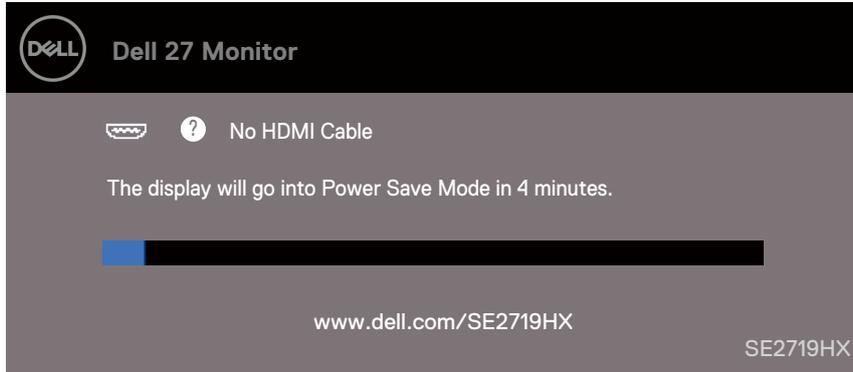 DELL
Dell 27 Monitor
? No HDMI Cable
The display will go into Power Save Mode in 4 minutes.
www.dell.com/SE2719HX
SE2719HX